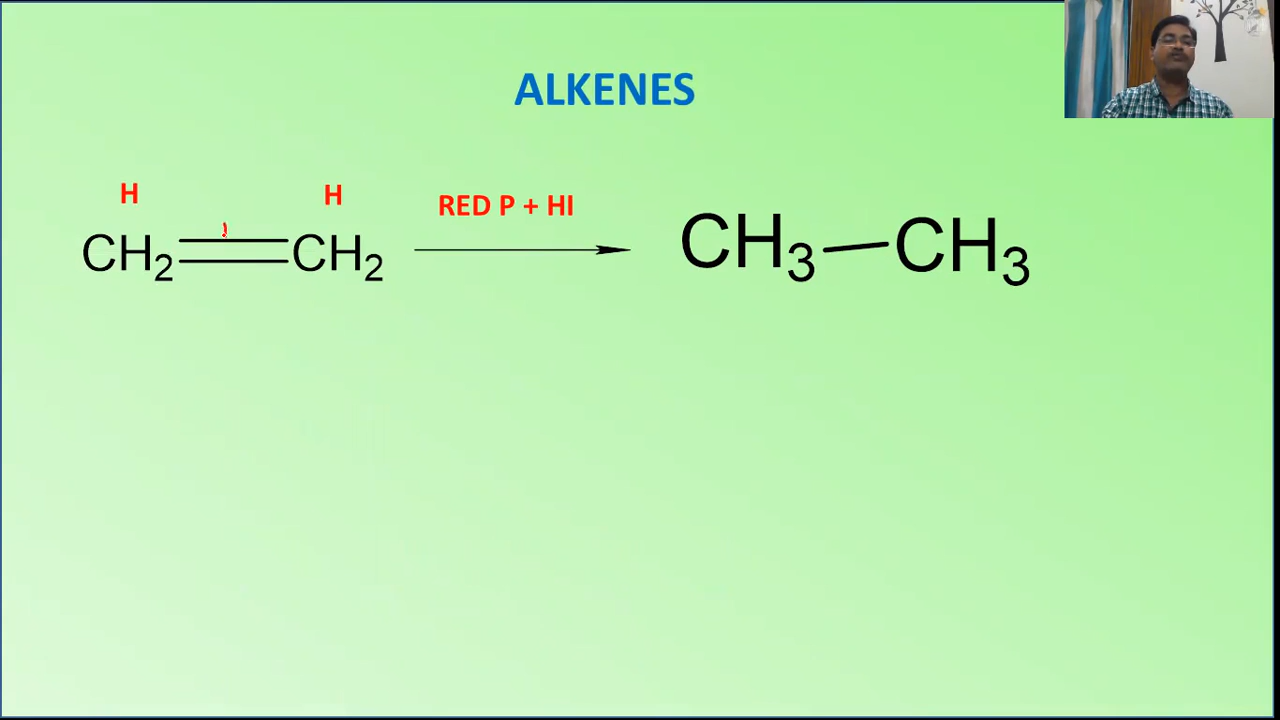 ALKENES
H H
RED P + HI
CH₂ CH₂
CH₃ CH₃